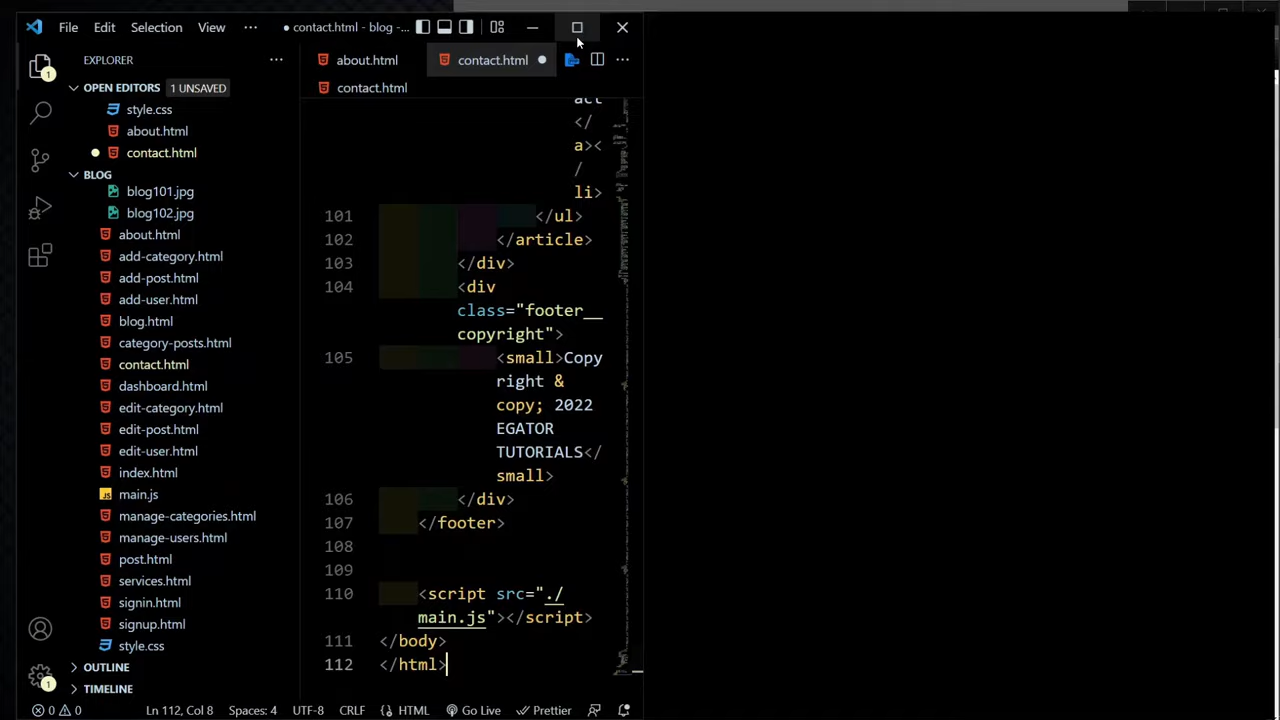 File Edit Selection View ··· ● contact.html - blog -
EXPLORER ···
OPEN EDITORS 1 UNSAVED
style.css
about.html
contact.html
BLOG
blog101.jpg
blog102.jpg
about.html
add-category.html
add-post.html
add-user.html
blog.html
category-posts.html
contact.html
dashboard.html
edit-category.html
edit-post.html
edit-user.html
index.html
main.js
manage-categories.html
manage-users.html
post.html
services.html
signin.html
signup.html
style.css
OUTLINE
TIMELINE
1
1
about.html contact.html ● ···
contact.html
act
</
a><
/
li>
101 </ul>
102 </article>
103 </div>
104 <div
class="footer__
copyright">
105 <small>Copy
right &
copy; 2022
EGATOR
TUTORIALS</
small>
106 </div>
107 </footer>
108
109
110 <script src="./
main.js"></script>
111 </body>
112 </html>
0 0 Ln 112, Col 8 Spaces: 4 UTF-8 CRLF HTML Go Live Prettier